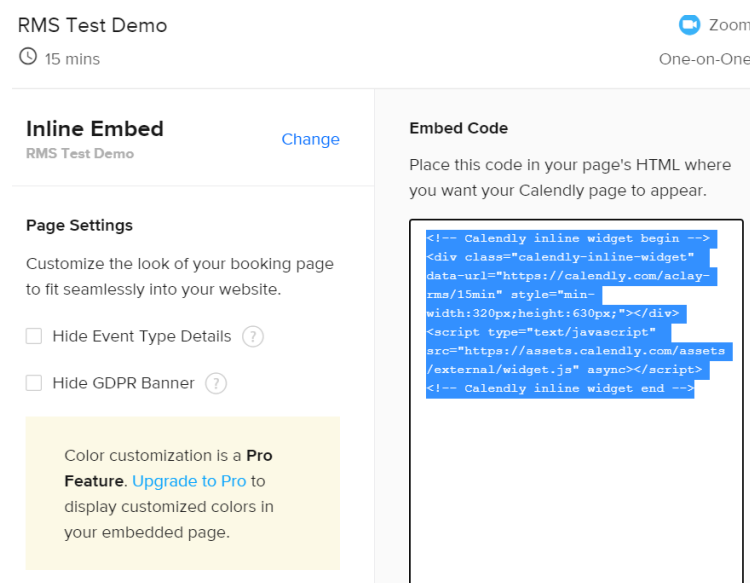 RMS Test Demo
Zoom
15 mins
One-on-One
Inline Embed
Change
RMS Test Demo
Page Settings
Customize the look of your booking page
to fit seamlessly into your website.
Hide Event Type Details ?
Hide GDPR Banner ?
Color customization is a Pro
Feature. Upgrade to Pro to
display customized colors in
your embedded page.
Embed Code
Place this code in your page's HTML where
you want your Calendly page to appear.
<!-- Calendly inline widget begin -->
<div class="calendly-inline-widget"
data-url="https://calendly.com/aclay-
rms/15min" style="min-
width:320px;height:630px;"></div>
<script type="text/javascript"
src="https://assets.calendly.com/assets
/external/widget.js" async></script>
<!-- Calendly inline widget end -->